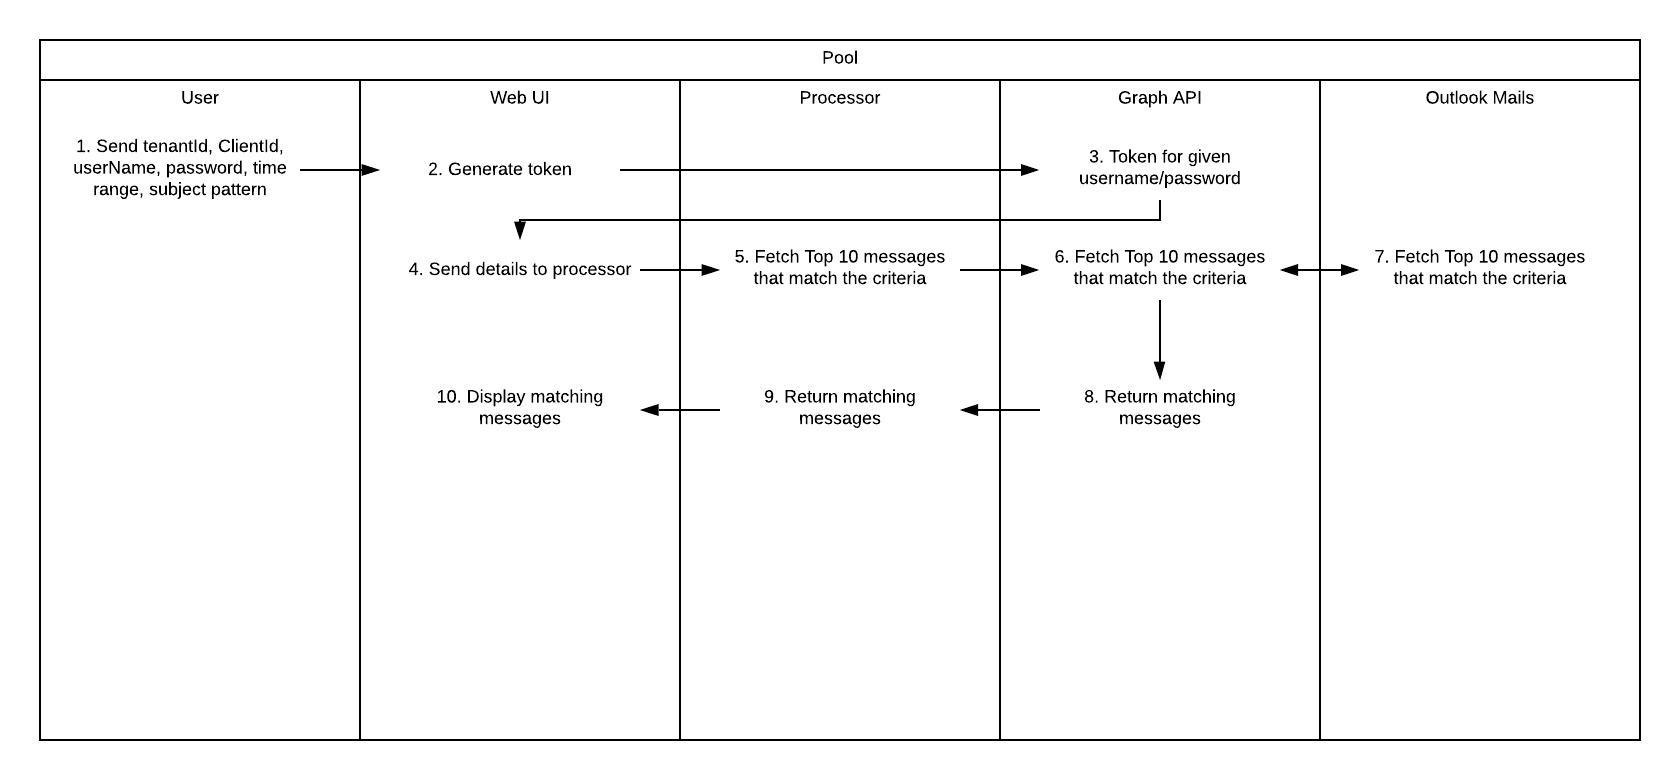 Pool
User
Web UI
Processor
Graph API
Outlook Mails
1. Send tenantId, ClientId,
userName, password, time
range, subject pattern
2. Generate token
3. Token for given
username/password
4. Send details to processor
5. Fetch Top 10 messages
that match the criteria
6. Fetch Top 10 messages
that match the criteria
7. Fetch Top 10 messages
that match the criteria
10. Display matching
messages
9. Return matching
messages
8. Return matching
messages